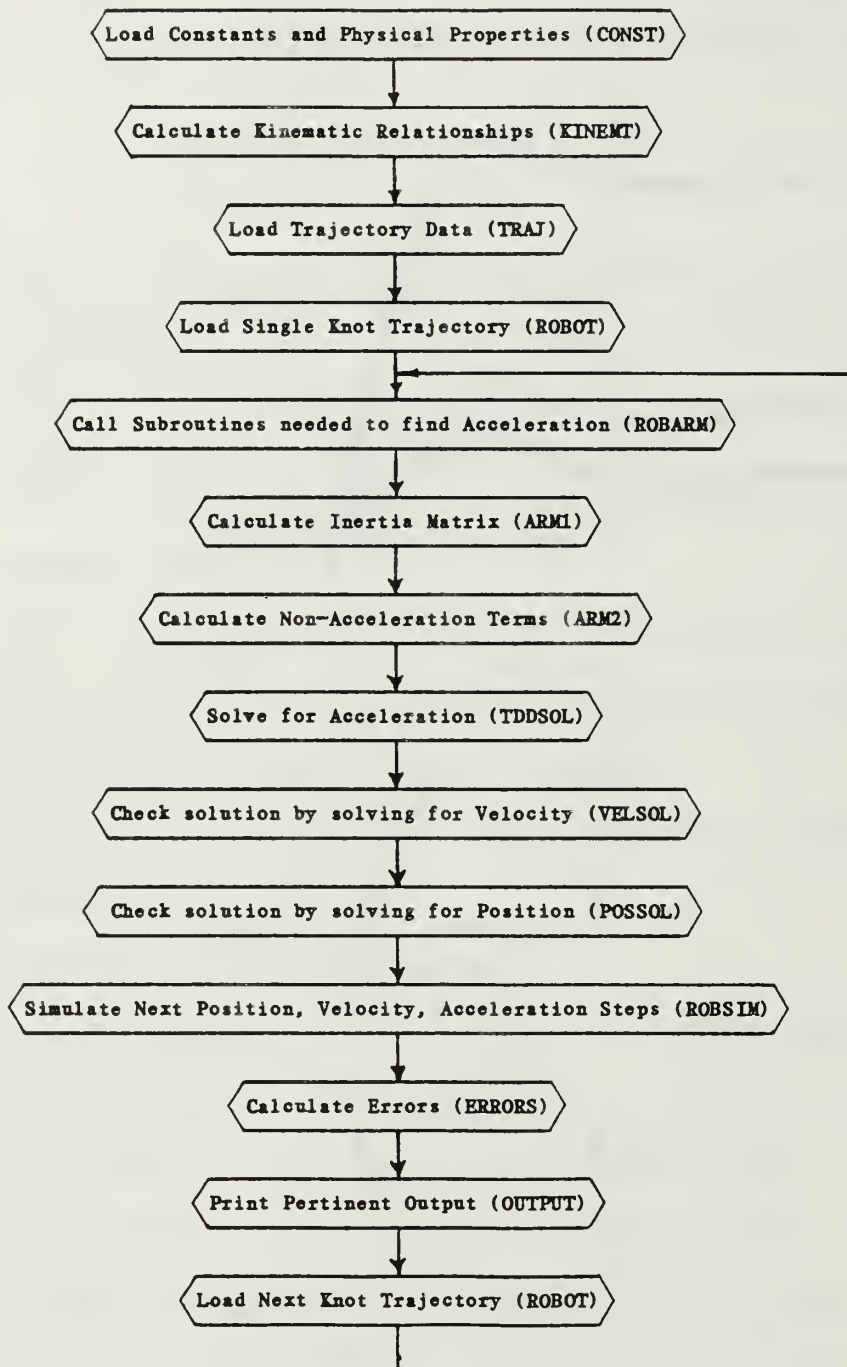 Load Constants and Physical Properties (CONST)
Calculate Kinematic Relationships (KINEMT)
Load Trajectory Data (TRAJ)
Load Single Knot Trajectory (ROBOT)
Call Subroutines needed to find Acceleration (ROBARM)
Calculate Inertia Matrix (ARM1)
Calculate Non-Acceleration Terms (ARM2)
Solve for Acceleration (TDDSOL)
Check solution by solving for Velocity (VELSOL)
Check solution by solving for Position (POSSOL)
Simulate Next Position, Velocity, Acceleration Steps (ROBSIM)
Calculate Errors (ERRORS)
Print Pertinent Output (OUTPUT)
Load Next Knot Trajectory (ROBOT)